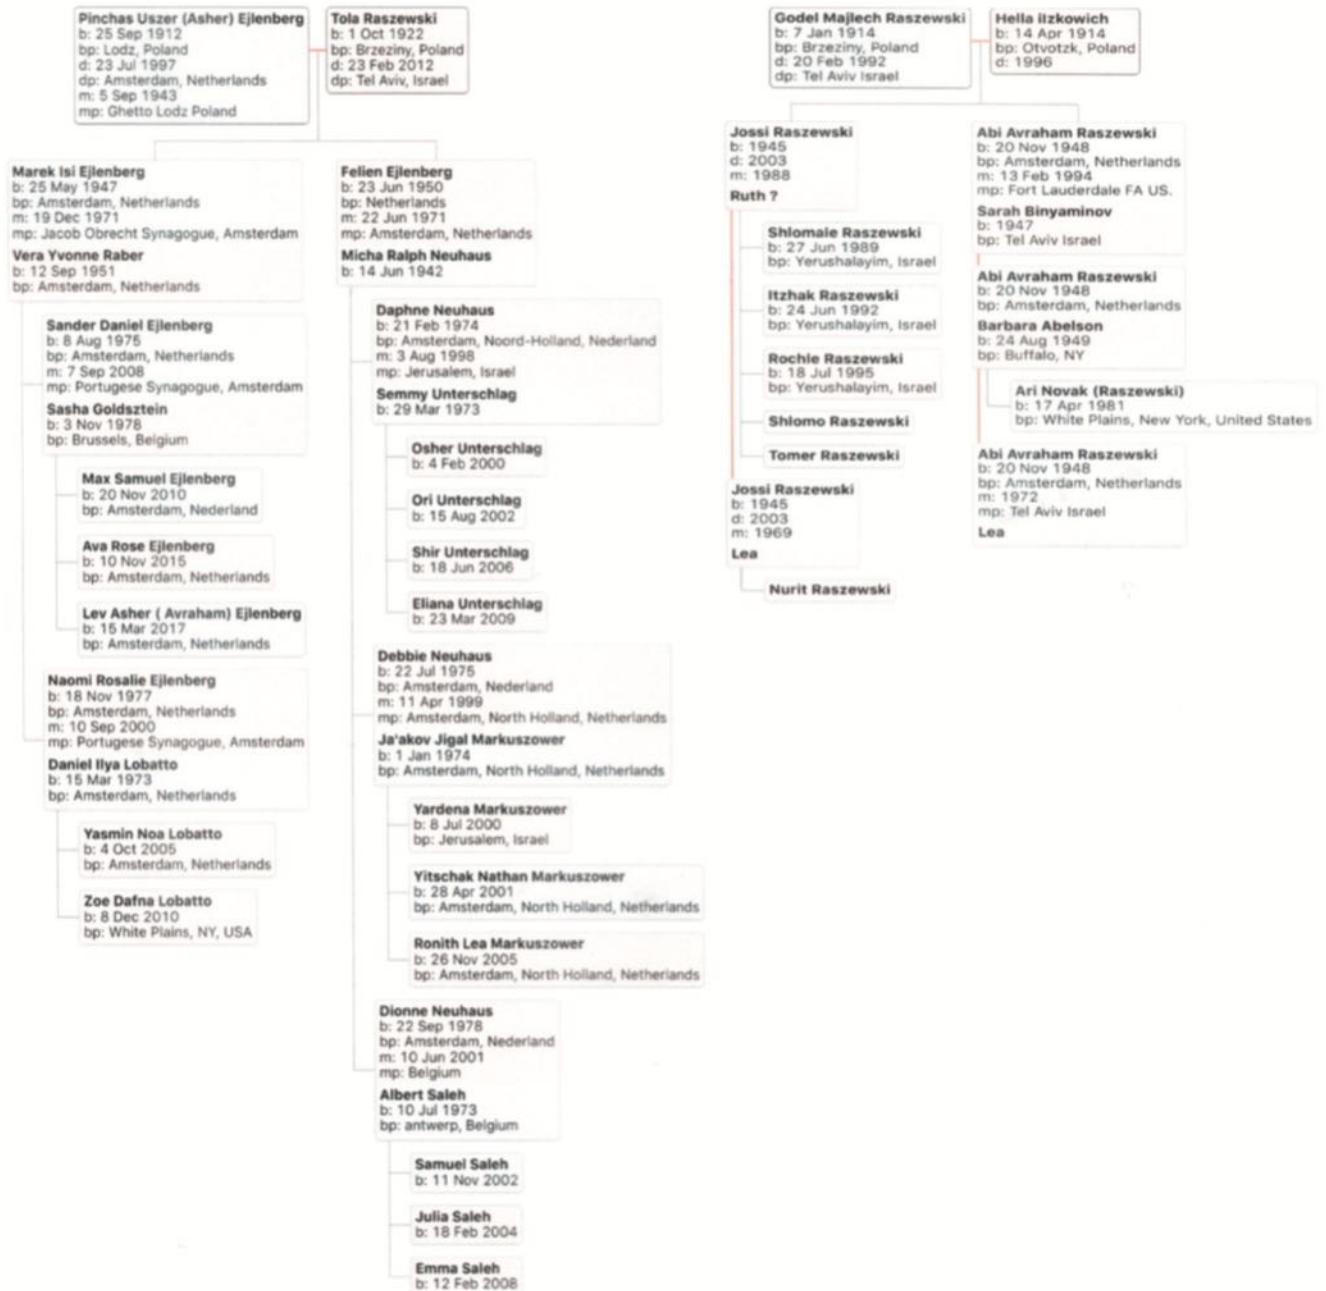 Pinchas Uszer (Asher) Ejlenberg
b: 25 Sep 1912
bp: Lodz, Poland
d: 23 Jul 1997
dp: Amsterdam, Netherlands
m: 5 Sep 1943
mp: Ghetto Lodz Poland
Tola Raszewski
b: 1 Oct 1922
bp: Brzeziny, Poland
d: 23 Feb 2012
dp: Tel Aviv, Israel
Marek Isi Ejlenberg
b: 25 May 1947
bp: Amsterdam, Netherlands
m: 19 Dec 1971
mp: Jacob Obrecht Synagogue, Amsterdam
Vera Yvonne Raber
b: 12 Sep 1951
bp: Amsterdam, Netherlands
Sander Daniel Ejlenberg
b: 8 Aug 1975
bp: Amsterdam, Netherlands
m: 7 Sep 2008
mp: Portugese Synagogue, Amsterdam
Sasha Goldsztein
b: 3 Nov 1978
bp: Brussels, Belgium
Max Samuel Ejlenberg
b: 20 Nov 2010
bp: Amsterdam, Nederland
Ava Rose Ejlenberg
b: 10 Nov 2015
bp: Amsterdam, Netherlands
Lev Asher ( Avraham) Ejlenberg
b: 15 Mar 2017
bp: Amsterdam, Netherlands
Naomi Rosalie Ejlenberg
b: 18 Nov 1977
bp: Amsterdam, Netherlands
m: 10 Sep 2000
mp: Portugese Synagogue, Amsterdam
Daniel Ilya Lobatto
b: 15 Mar 1973
bp: Amsterdam, Netherlands
Yasmin Noa Lobatto
b: 4 Oct 2005
bp: Amsterdam, Netherlands
Zoe Dafna Lobatto
b: 8 Dec 2010
bp: White Plains, NY, USA
Felien Ejlenberg
b: 23 Jun 1950
bp: Netherlands
m: 22 Jun 1971
mp: Amsterdam, Netherlands
Micha Ralph Neuhaus
b: 14 Jun 1942
Daphne Neuhaus
b: 21 Feb 1974
bp: Amsterdam, Noord-Holland, Nederland
m: 3 Aug 1998
mp: Jerusalem, Israel
Semmy Unterschlag
b: 29 Mar 1973
Osher Unterschlag
b: 4 Feb 2000
Ori Unterschlag
b: 15 Aug 2002
Shir Unterschlag
b: 18 Jun 2006
Eliana Unterschlag
b: 23 Mar 2009
Debbie Neuhaus
b: 22 Jul 1975
bp: Amsterdam, Nederland
m: 11 Apr 1999
mp: Amsterdam, North Holland, Netherlands
Ja'akov Jigal Markuszower
b: 1 Jan 1974
bp: Amsterdam, North Holland, Netherlands
Yardena Markuszower
b: 8 Jul 2000
bp: Jerusalem, Israel
Yitschak Nathan Markuszower
b: 28 Apr 2001
bp: Amsterdam, North Holland, Netherlands
Ronith Lea Markuszower
b: 26 Nov 2005
bp: Amsterdam, North Holland, Netherlands
Dionne Neuhaus
b: 22 Sep 1978
bp: Amsterdam, Nederland
m: 10 Jun 2001
mp: Belgium
Albert Saleh
b: 10 Jul 1973
bp: antwerp, Belgium
Samuel Saleh
b: 11 Nov 2002
Julia Saleh
b: 18 Feb 2004
Emma Saleh
b: 12 Feb 2008
Godel Majlech Raszewski
b: 7 Jan 1914
bp: Brzeziny, Poland
d: 20 Feb 1992
dp: Tel Aviv Israel
Hella iIzkowich
b: 14 Apr 1914
bp: Otvotzk, Poland
d: 1996
Jossi Raszewski
b: 1945
d: 2003
m: 1988
Ruth ?
Shlomale Raszewski
b: 27 Jun 1989
bp: Yerushalayim, Israel
Itzhak Raszewski
b: 24 Jun 1992
bp: Yerushalayim, Israel
Rochle Raszewski
b: 18 Jul 1995
bp: Yerushalayim, Israel
Shlomo Raszewski
Tomer Raszewski
Jossi Raszewski
b: 1945
d: 2003
m: 1969
Lea
Nurit Raszewski
Abi Avraham Raszewski
b: 20 Nov 1948
bp: Amsterdam, Netherlands
m: 13 Feb 1994
mp: Fort Lauderdale FA US.
Sarah Binyaminov
b: 1947
bp: Tel Aviv Israel
Abi Avraham Raszewski
b: 20 Nov 1948
bp: Amsterdam, Netherlands
Barbara Abelson
b: 24 Aug 1949
bp: Buffalo, NY
Ari Novak (Raszewski)
b: 17 Apr 1981
bp: White Plains, New York, United States
Abi Avraham Raszewski
b: 20 Nov 1948
bp: Amsterdam, Netherlands
m: 1972
mp: Tel Aviv Israel
Lea